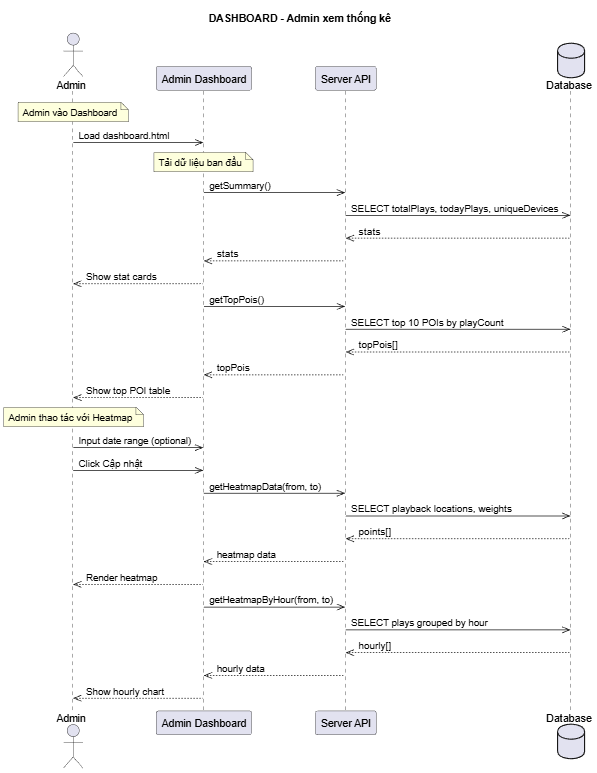 DASHBOARD - Admin xem thống kê
Admin
Admin Dashboard
Server API
Database
Admin vào Dashboard
Load dashboard.html
Tải dữ liệu ban đầu
getSummary()
SELECT totalPlays, todayPlays, uniqueDevices
stats
stats
Show stat cards
getTopPois()
SELECT top 10 POIs by playCount
topPois[]
topPois
Show top POI table
Admin thao tác với Heatmap
Input date range (optional)
Click Cập nhật
getHeatmapData(from, to)
SELECT playback locations, weights
points[]
heatmap data
Render heatmap
getHeatmapByHour(from, to)
SELECT plays grouped by hour
hourly[]
hourly data
Show hourly chart
Admin
Admin Dashboard
Server API
Database